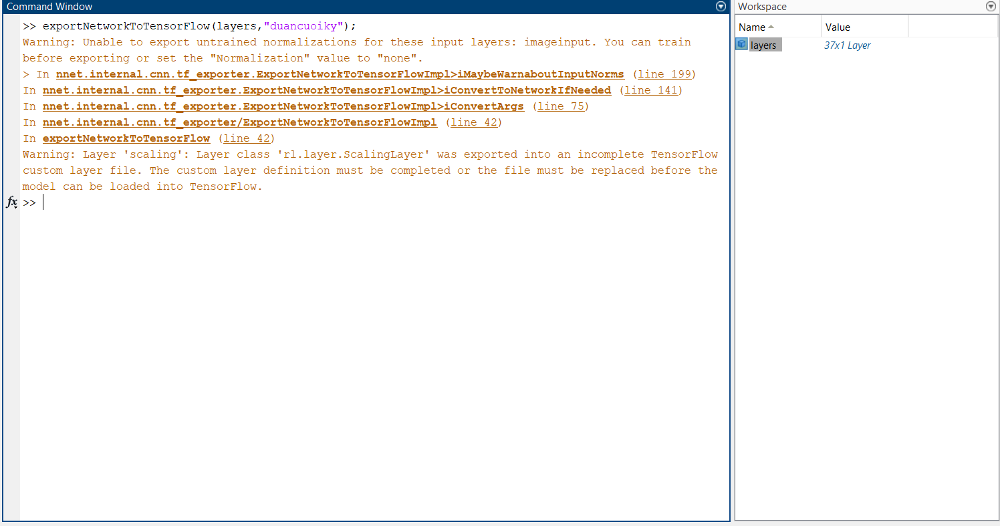 Command Window
>> exportNetworkToTensorFlow(layers,"duancuoiky");
Warning: Unable to export untrained normalizations for these input layers: imageinput. You can train
before exporting or set the "Normalization" value to "none".
> In nnet.internal.cnn.tf_exporter.ExportNetworkToTensorFlowImpl>iMaybeWarnaboutInputNorms (line 199)
In nnet.internal.cnn.tf_exporter.ExportNetworkToTensorFlowImpl>iConvertToNetworkIfNeeded (line 141)
In nnet.internal.cnn.tf_exporter.ExportNetworkToTensorFlowImpl>iConvertArgs (line 75)
In nnet.internal.cnn.tf_exporter/ExportNetworkToTensorFlowImpl (line 42)
In exportNetworkToTensorFlow (line 42)
Warning: Layer 'scaling': Layer class 'rl.layer.ScalingLayer' was exported into an incomplete TensorFlow
custom layer file. The custom layer definition must be completed or the file must be replaced before the
model can be loaded into TensorFlow.
fx >>
Workspace
Name Value
layers 37x1 Layer